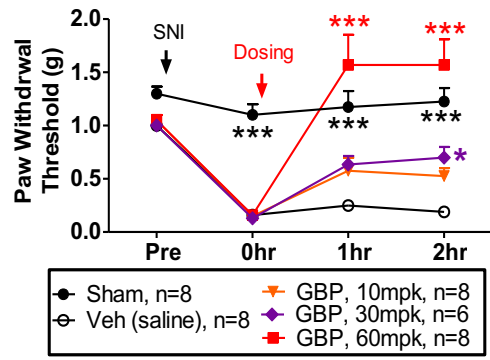 Paw Withdrwal
Threshold (g)
2.0
1.5
1.0
0.5
0.0
SNI
Dosing
***
***
***
***
***
*
Pre
0hr
1hr
2hr
Sham, n=8
Veh (saline), n=8
GBP, 10mpk, n=8
GBP, 30mpk, n=6
GBP, 60mpk, n=8